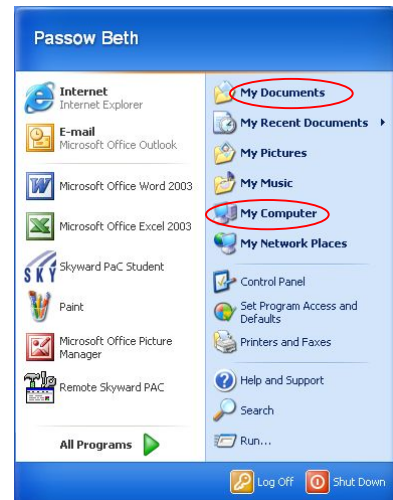 Passow Beth
Internet
Internet Explorer
E-mail
Microsoft Office Outlook
Microsoft Office Word 2003
Microsoft Office Excel 2003
SKY
Skyward PaC Student
Paint
Microsoft Office Picture
Manager
Remote Skyward PAC
All Programs
My Documents
My Recent Documents
My Pictures
My Music
My Computer
My Network Places
Control Panel
Set Program Access and
Defaults
Printers and Faxes
Help and Support
Search
Run...
Log Off
Shut Down